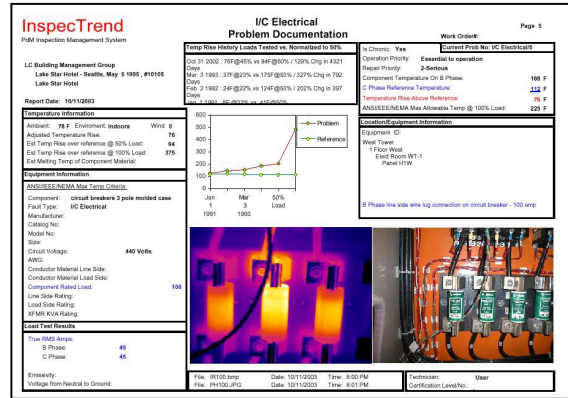 InspecTrend
PdM Inspection Management System
I/C Electrical
Problem Documentation
Page 5
Work Order#:
LC Building Management Group
Lake Star Hotel - Seattle, May 5 1995 , #10105
Lake Star Hotel
Report Date: 10/11/2003
Temp Rise History Loads Tested vs. Normalized to 50%
Oct 31 2002 : 76F@45% vs 94F@50% / 129% Chg in 4321
Days
Mar 3 1993 : 37F@23% vs 175F@50% / 327% Chg in 792
Days
Feb 2 1992 : 24F@22% vs 124F@50% / 202% Chg in 397
Days
Is Chronic: Yes
Current Prob No: I/C Electrical/5
Operation Priority: Essential to operation
Repair Priority: 2-Serious
Component Temperature On B Phase: 188 F
C Phase Reference Temperature: 112 F
Temperature Rise Above Reference: 76 F
ANSI/IEEE/NEMA Max Allowable Temp @ 100% Load: 225 F
Temperature Information
Ambient: 78 F Enviroment: Indoors Wind 0
Adjusted Temperature Rise: 76
Est Temp Rise over reference @ 50% Load: 94
Est Temp Rise over reference @ 100% Load: 375
Est Melting Temp of Component Material:
Equipment Information
ANSI/IEEE/NEMA Max Temp Criteria:
Component: circuit breakers 3 pole molded case
Fault Type: I/C Electrical
Manufacturer:
Catalog No:
Model No:
Size:
Circuit Voltage: 440 Volts
AWG:
Conductor Material Line Side:
Conductor Material Load Side:
Component Rated Load: 100
Line Side Rating:
Load Side Rating:
XFMR KVA Rating:
Load Test Results
True RMS Amps:
B Phase: 45
C Phase: 45
Emissivity:
Voltage from Neutral to Ground:
600
500
400
300
200
100
0
Jan
1
1991
Mar
3
1993
50%
Load
Problem
Reference
Location/Equipment Information
Equipment ID:
West Tower
1 Floor West
Elect Room WT-1
Panel H1W
B Phase line side wire lug connection on circuit breaker - 100 amp
File: IR100.bmp Date: 10/11/2003 Time: 8:00 PM
File: PH100.JPG Date: 10/11/2003 Time: 8:01 PM
Technician: User
Certification Level/No.: